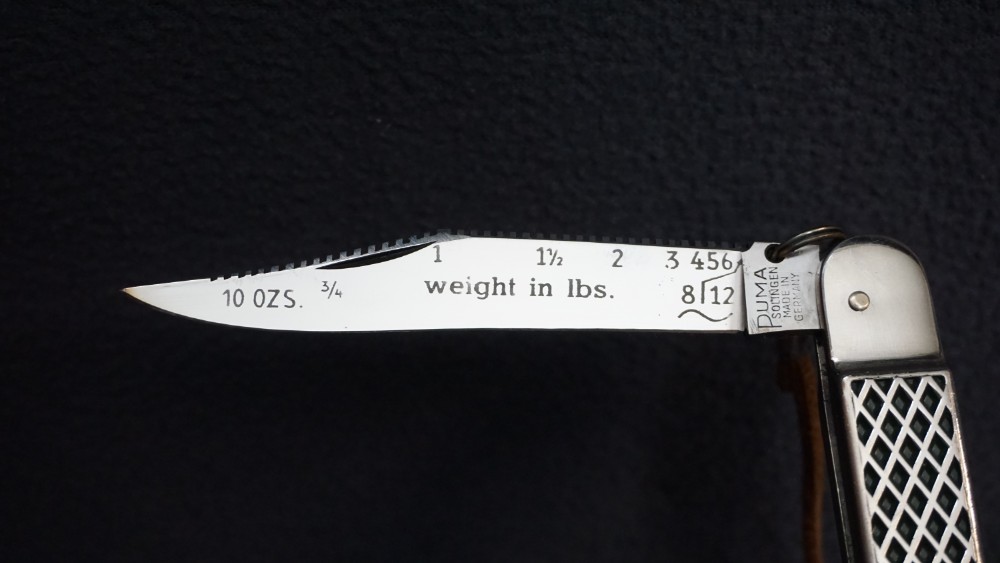 1 1½ 2 3 456
10 OZS. ¾ weight in lbs. 8 12
PUMA
SOLINGEN
MADE IN
GERMANY